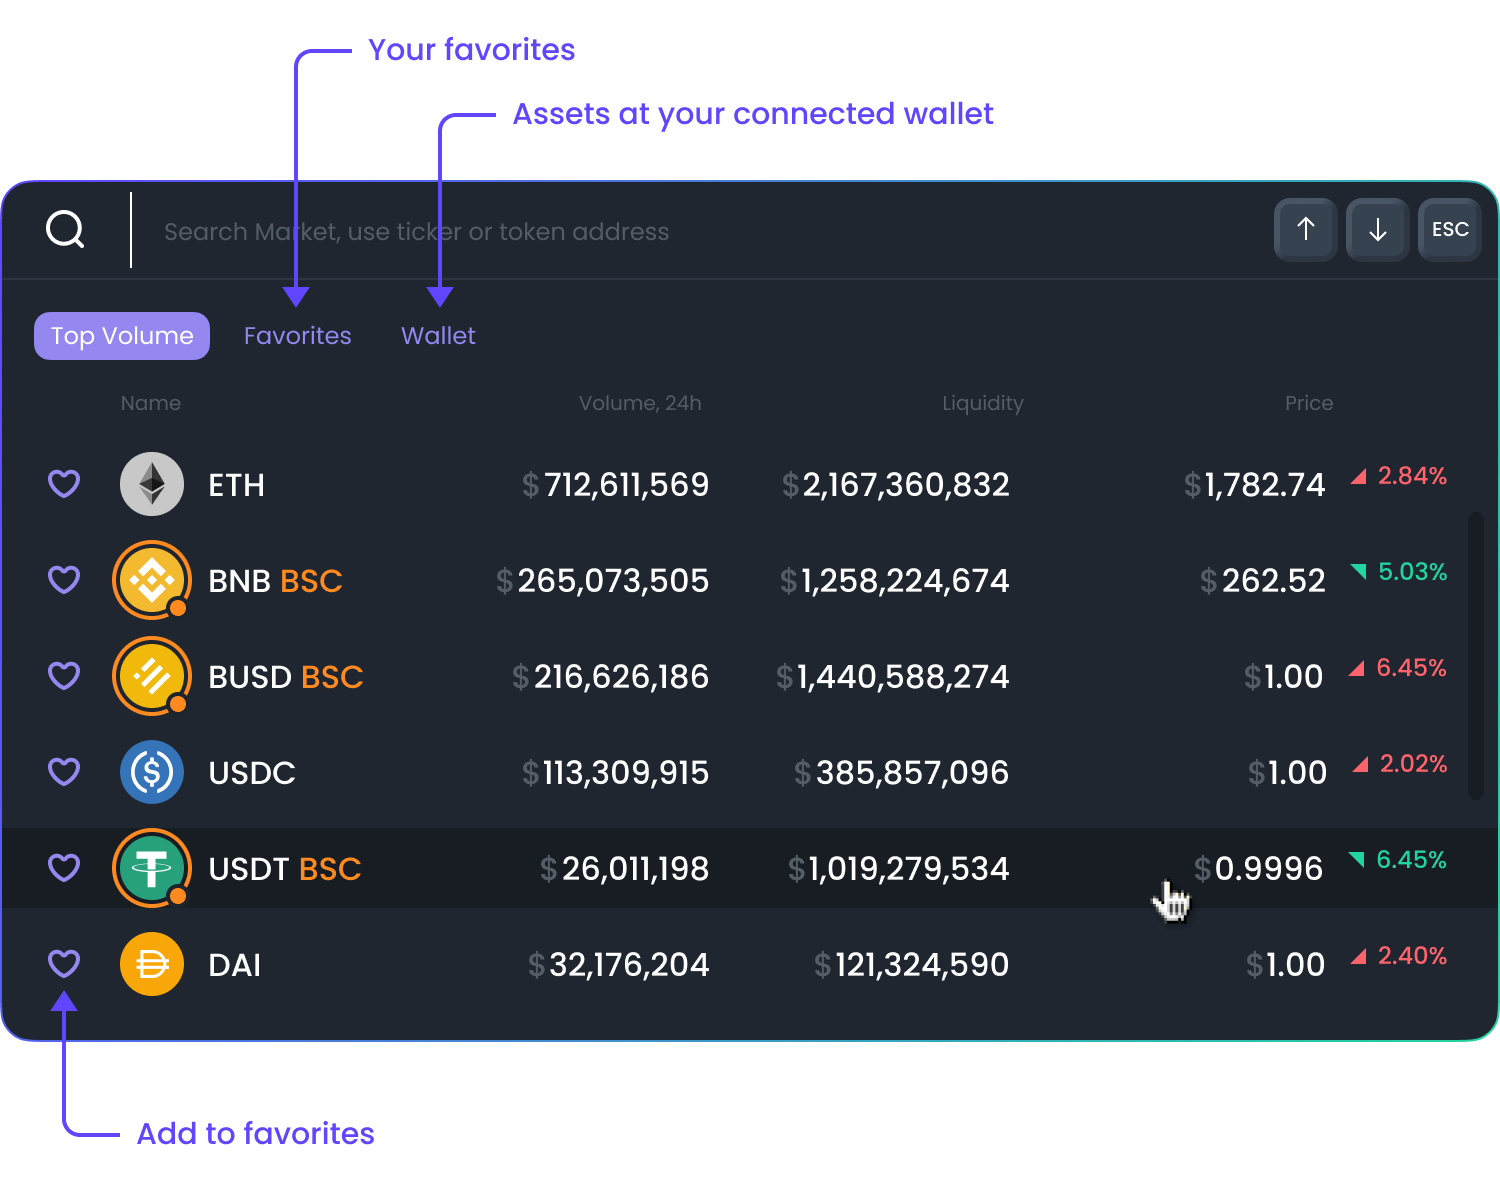 Your favorites
Assets at your connected wallet
Search Market, use ticker or token address
ESC
Top Volume Favorites Wallet
Name Volume, 24h Liquidity Price
ETH $712,611,569 $2,167,360,832 $1,782.74 2.84%
BNB BSC $265,073,505 $1,258,224,674 $262.52 5.03%
BUSD BSC $216,626,186 $1,440,588,274 $1.00 6.45%
USDC $113,309,915 $385,857,096 $1.00 2.02%
USDT BSC $26,011,198 $1,019,279,534 $0.9996 6.45%
DAI $32,176,204 $121,324,590 $1.00 2.40%
Add to favorites